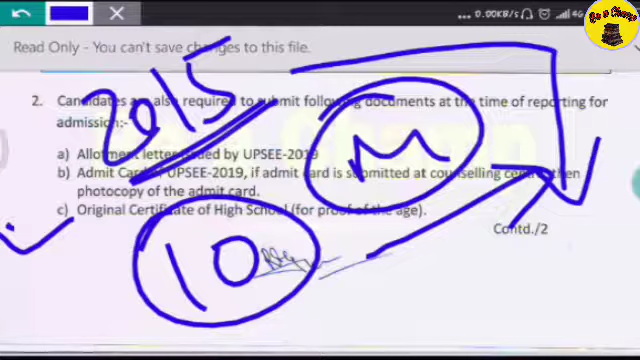 ... 0.00KB/s 4G
Read Only - You can't save changes to this file.
2. Candidates are also required to submit following documents at the time of reporting for
admission:-
2015
M
a) Allotment letter issued by UPSEE-2019
b) Admit Card UPSEE-2019, if admit card is submitted at counselling centre then
photocopy of the admit card.
c) Original Certificate of High School (for proof of the age).
Contd./2
10